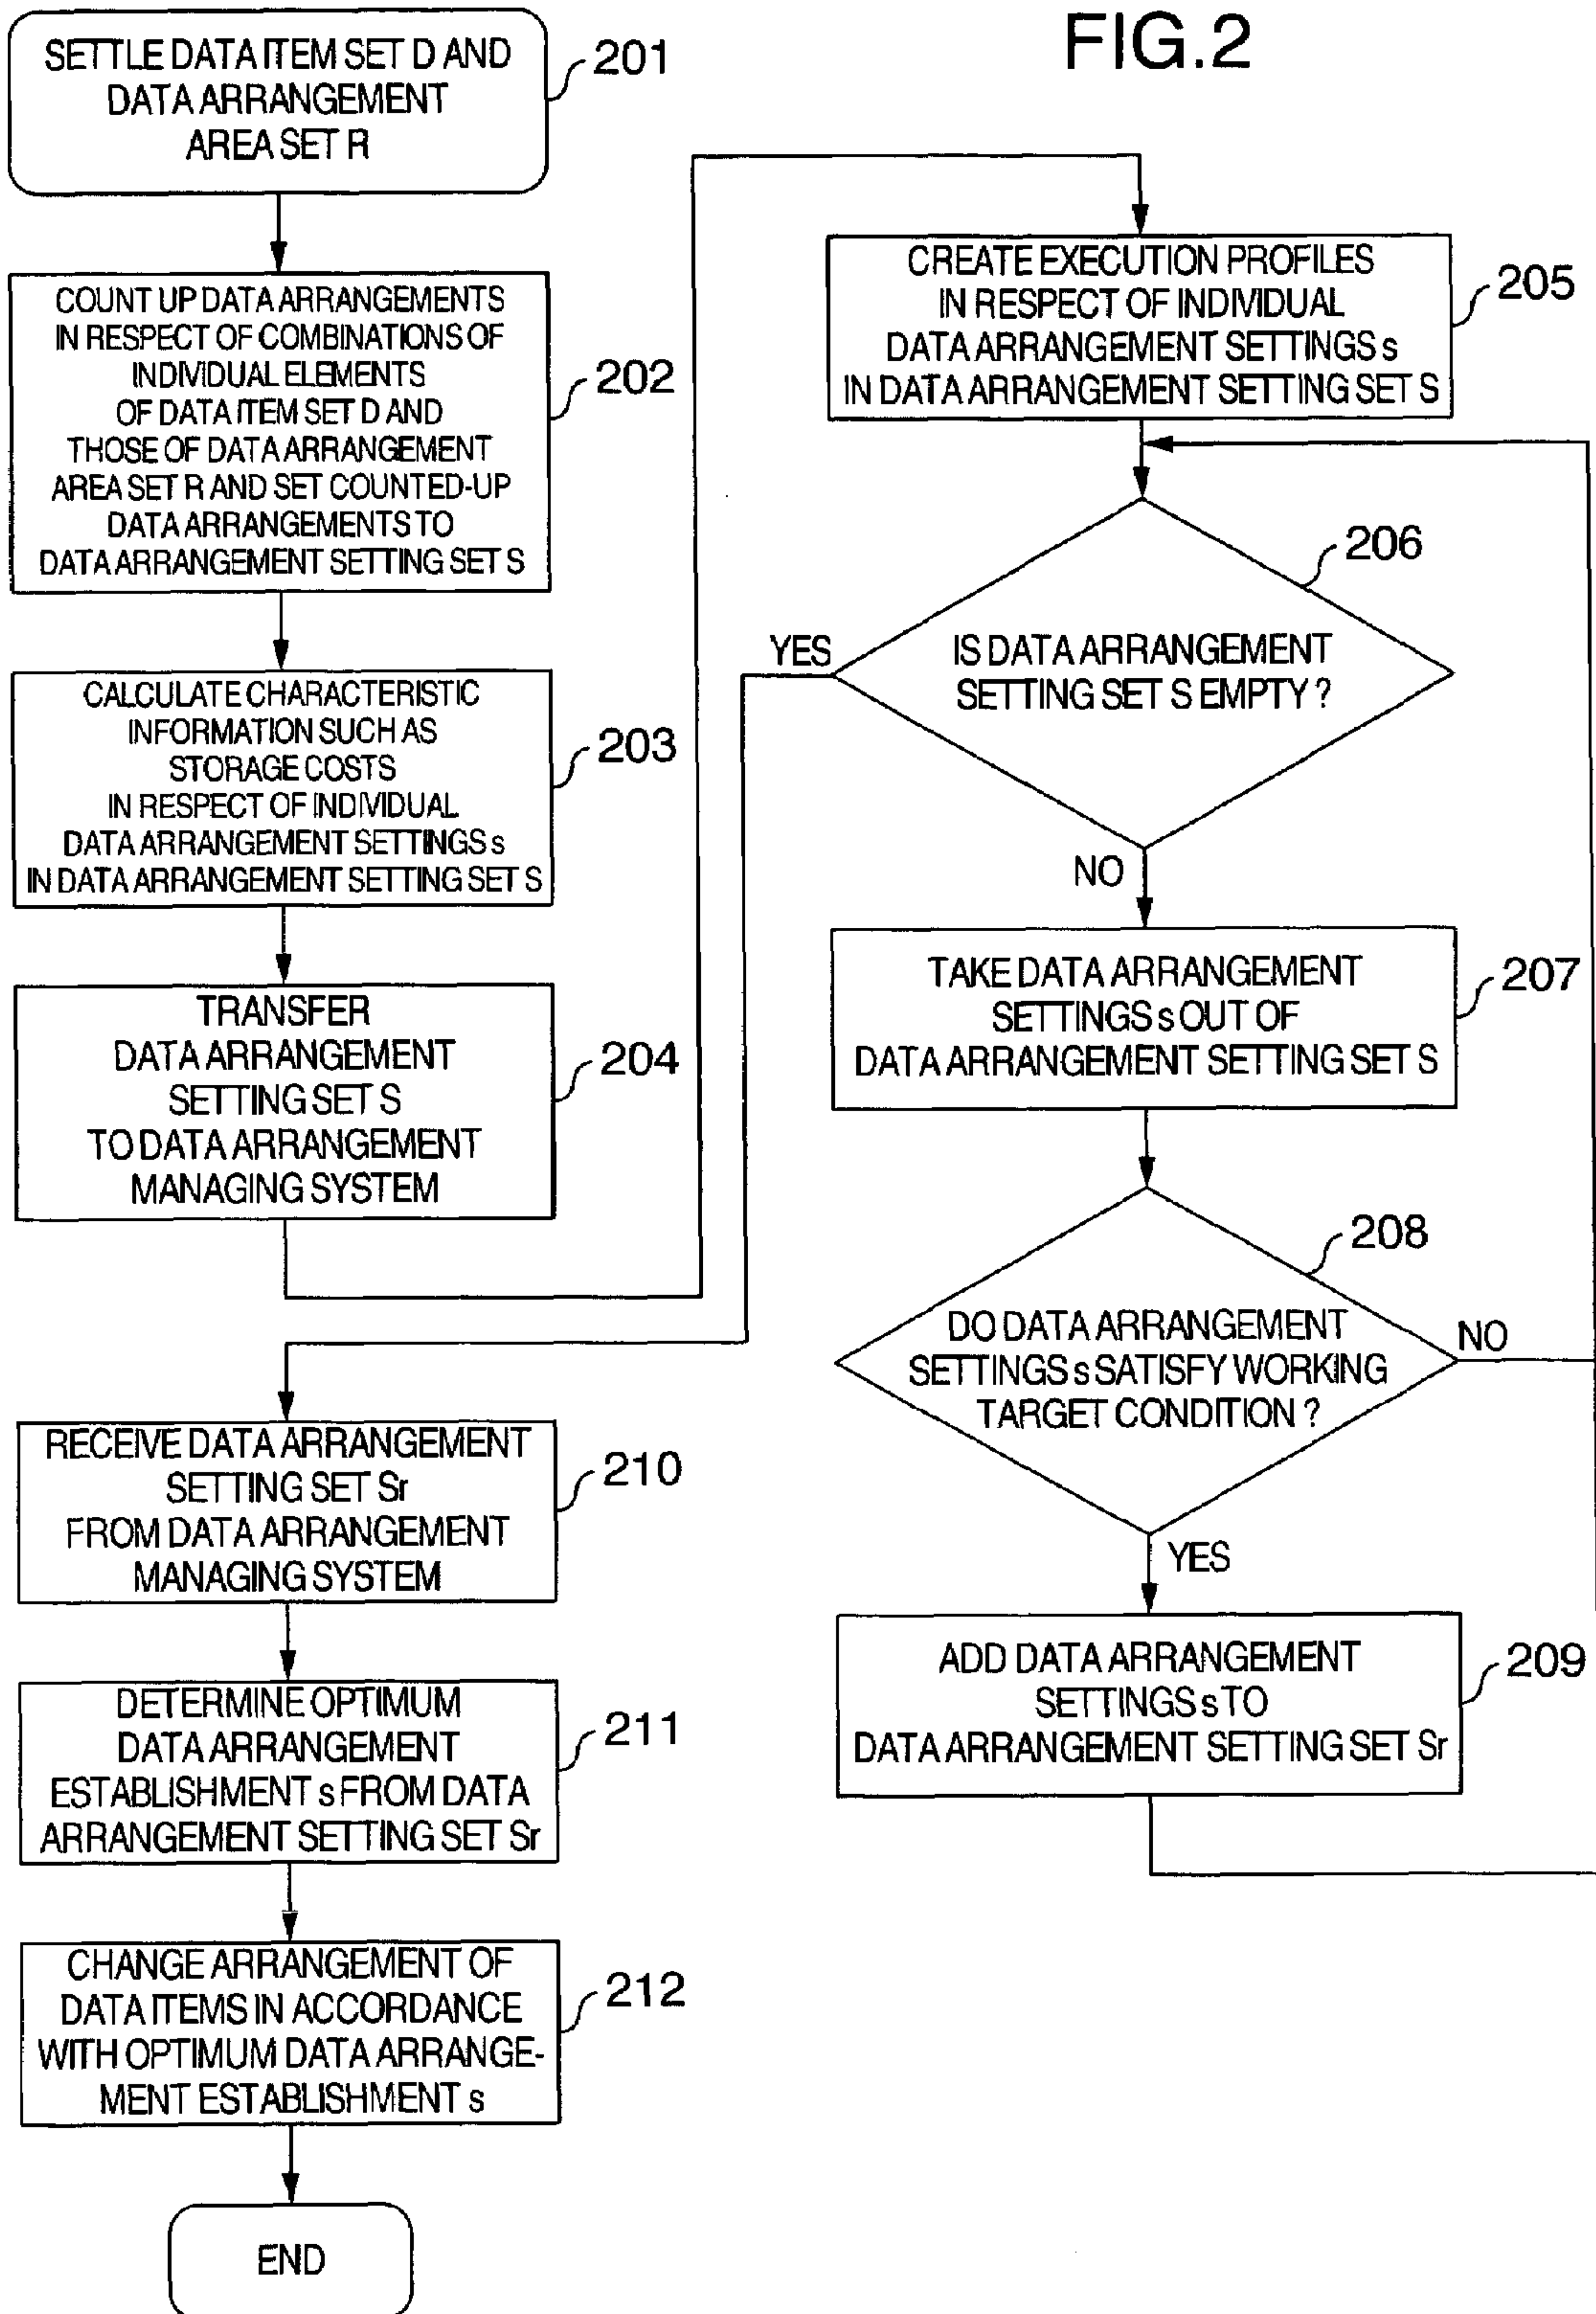 FIG.2
SETTLE DATA ITEM SET D AND
DATA ARRANGEMENT
AREA SET R
201
COUNT UP DATA ARRANGEMENTS
IN RESPECT OF COMBINATIONS OF
INDIVIDUAL ELEMENTS
OF DATA ITEM SET D AND
THOSE OF DATA ARRANGEMENT
AREA SET R AND SET COUNTED-UP
DATA ARRANGEMENTS TO
DATA ARRANGEMENT SETTING SET S
202
CALCULATE CHARACTERISTIC
INFORMATION SUCH AS
STORAGE COSTS
IN RESPECT OF INDIVIDUAL
DATA ARRANGEMENT SETTINGS s
IN DATA ARRANGEMENT SETTING SET S
203
TRANSFER
DATA ARRANGEMENT
SETTING SET S
TO DATA ARRANGEMENT
MANAGING SYSTEM
204
CREATE EXECUTION PROFILES
IN RESPECT OF INDIVIDUAL
DATA ARRANGEMENT SETTINGS s
IN DATA ARRANGEMENT SETTING SET S
205
IS DATA ARRANGEMENT
SETTING SET S EMPTY ?
206
YES
NO
TAKE DATA ARRANGEMENT
SETTINGS s OUT OF
DATA ARRANGEMENT SETTING SET S
207
DO DATA ARRANGEMENT
SETTINGS s SATISFY WORKING
TARGET CONDITION ?
208
NO
YES
ADD DATA ARRANGEMENT
SETTINGS s TO
DATA ARRANGEMENT SETTING SET Sr
209
RECEIVE DATA ARRANGEMENT
SETTING SET Sr
FROM DATA ARRANGEMENT
MANAGING SYSTEM
210
DETERMINE OPTIMUM
DATA ARRANGEMENT
ESTABLISHMENT s FROM DATA
ARRANGEMENT SETTING SET Sr
211
CHANGE ARRANGEMENT OF
DATA ITEMS IN ACCORDANCE
WITH OPTIMUM DATA ARRANGE-
MENT ESTABLISHMENT s
212
END